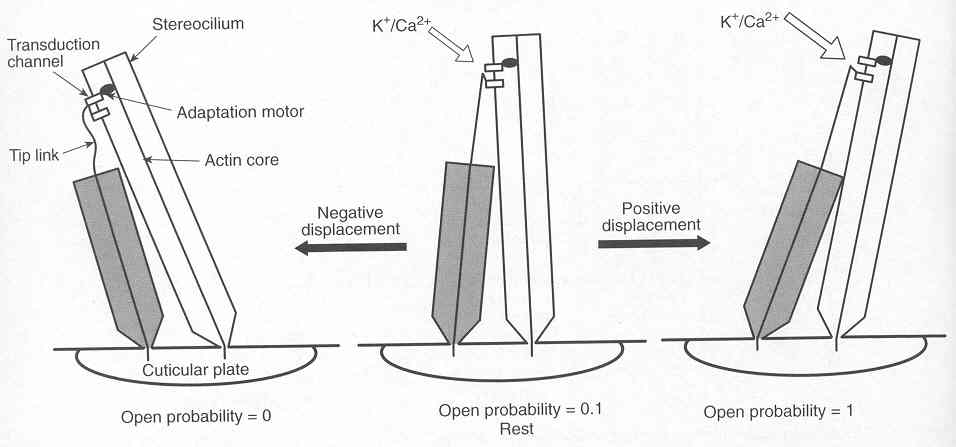 Stereocilium
Transduction
channel
Adaptation motor
Tip link
Actin core
K⁺/Ca²⁺
K⁺/Ca²⁺
Negative
displacement
Positive
displacement
Cuticular plate
Open probability = 0
Open probability = 0.1
Rest
Open probability = 1